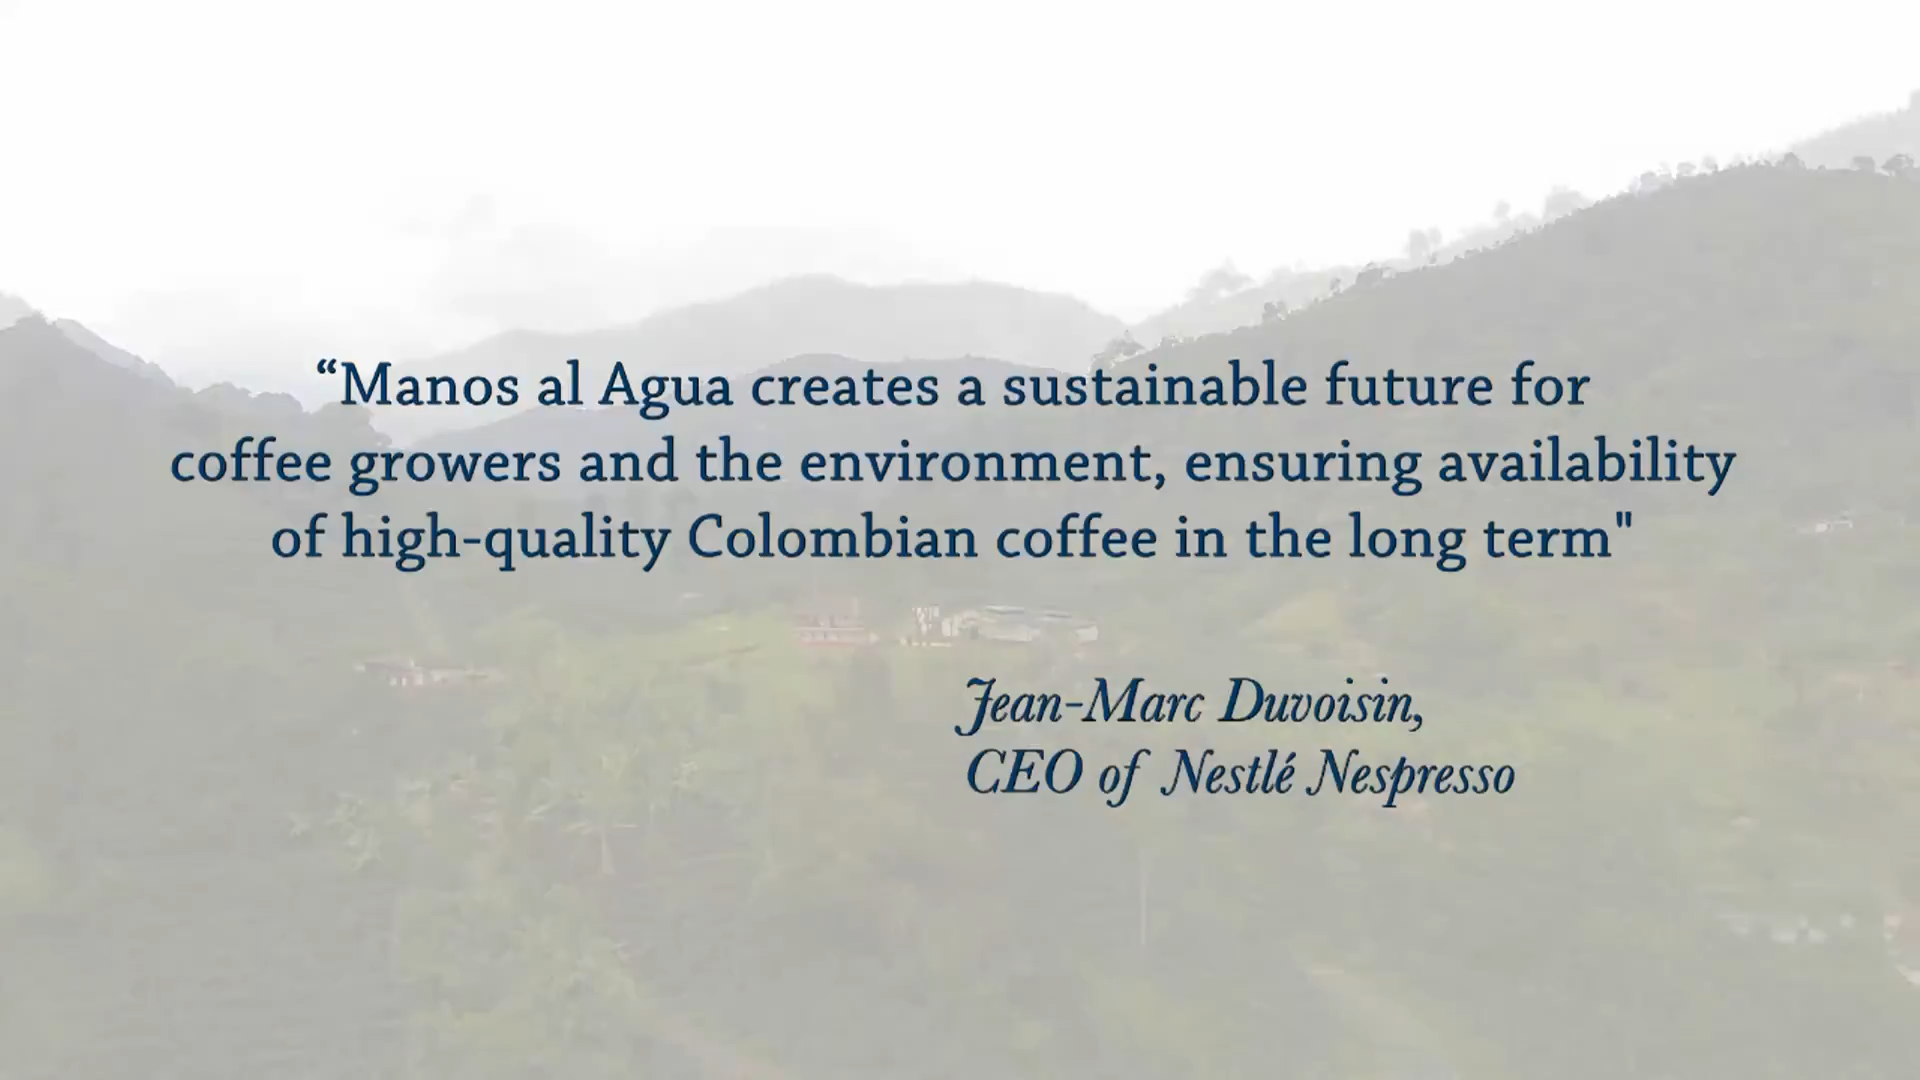 “Manos al Agua creates a sustainable future for
coffee growers and the environment, ensuring availability
of high-quality Colombian coffee in the long term"
Jean-Marc Duvoisin,
CEO of Nestlé Nespresso